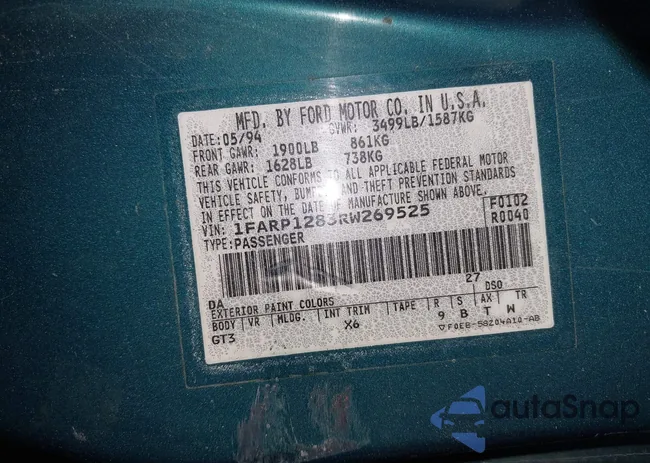 MFD. BY FORD MOTOR CO. IN U.S.A.
DATE: 05/94 GVWR: 3499LB/1587KG
FRONT GAWR: 1900LB 861KG
REAR GAWR: 1628LB 738KG
THIS VEHICLE CONFORMS TO ALL APPLICABLE FEDERAL MOTOR
VEHICLE SAFETY, BUMPER, AND THEFT PREVENTION STANDARDS
IN EFFECT ON THE DATE OF MANUFACTURE SHOWN ABOVE.
VIN: 1FARP1283RW269525 F0102
TYPE: PASSENGER R0040
27
DA DSO
EXTERIOR PAINT COLORS
BODY VR MLDG. INT TRIM TAPE R S AX TR
GT3 X6 9 B T W
▽F0EB-58204A10-AB
autoSnap